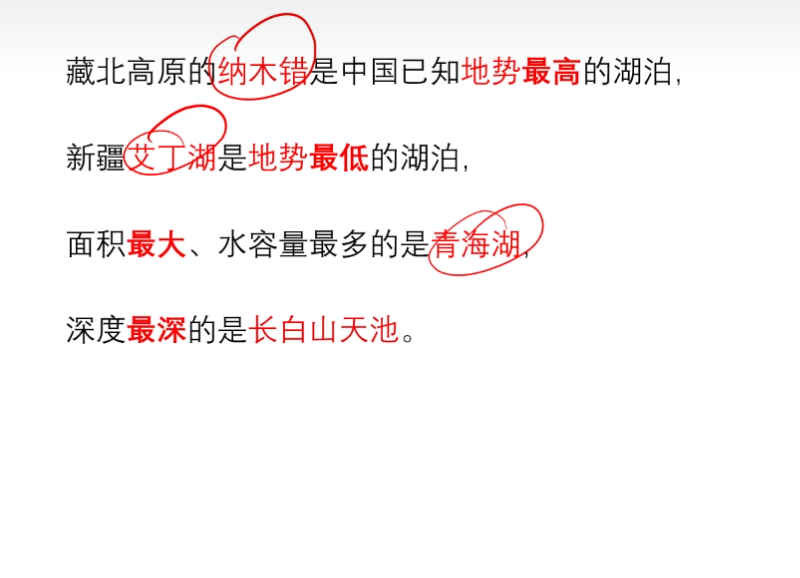 藏北高原的纳木错是中国已知地势最高的湖泊,
新疆艾丁湖是地势最低的湖泊,
面积最大、水容量最多的是青海湖,
深度最深的是长白山天池。